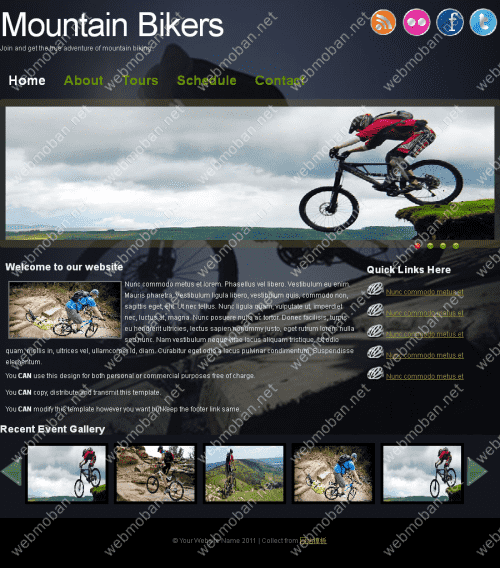 Mountain Bikers
Join and get the true adventure of mountain biking
Home About Tours Schedule Contact
Welcome to our website
Nunc commodo metus et lorem. Phasellus vel libero. Vestibulum eu enim.
Mauris pharetra, vestibulum ligula libero, vestibulum quis, commodo non,
sagittis eget, elit. Ut nec tellus. Nunc ligula quam, vulputate ut, imperdiet
nec, luctus at, magna. Nunc posuere nulla ac tortor. Donec facilisis, turpis
eu hendrerit ultricies, lectus sapien nonummy justo, eget rutrum lorem nulla
sed nunc. Nam vestibulum neque vitae lacus aliquam tristique. Ut odio
quam, mollis in, ultrices vel, ullamcorper id, diam. Curabitur eget odio a lacus pulvinar condimentum. Suspendisse
elementum.
You CAN use this design for both personal or commercial purposes free of charge.
You CAN copy, distribute and transmit this template.
You CAN modify this template however you want but keep the footer link same.
Quick Links Here
Nunc commodo metus et
Nunc commodo metus et
Nunc commodo metus et
Nunc commodo metus et
Nunc commodo metus et
Recent Event Gallery
© Your Website Name 2011 | Collect from
webmoban.net